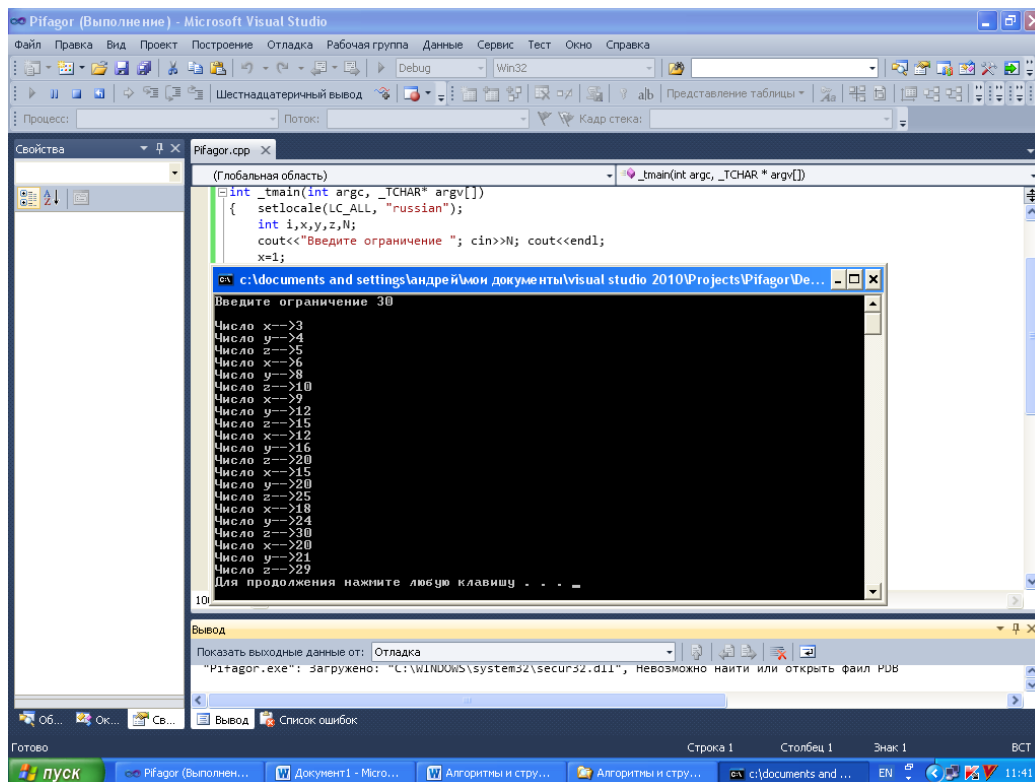 Pifagor (Выполнение) - Microsoft Visual Studio
Файл Правка Вид Проект Построение Отладка Рабочая группа Данные Сервис Тест Окно Справка
Debug Win32
Шестнадцатеричный вывод Представление таблицы
Процесс: Поток: Кадр стека:
Свойства
Pifagor.cpp
(Глобальная область) _tmain(int argc, _TCHAR * argv[])
int _tmain(int argc, _TCHAR* argv[])
{ setlocale(LC_ALL, "russian");
int i,x,y,z,N;
cout<<"Введите ограничение "; cin>>N; cout<<endl;
x=1;
c:\documents and settings\андрей\мои документы\visual studio 2010\Projects\Pifagor\De...
Введите ограничение 30
Число x-->3
Число y-->4
Число z-->5
Число x-->6
Число y-->8
Число z-->10
Число x-->9
Число y-->12
Число z-->15
Число x-->12
Число y-->16
Число z-->20
Число x-->15
Число y-->20
Число z-->25
Число x-->18
Число y-->24
Число z-->30
Число x-->20
Число y-->21
Число z-->29
Для продолжения нажмите любую клавишу . . . _
10
Вывод
Показать выходные данные от: Отладка
"Pifagor.exe": Загружено: "C:\WINDOWS\system32\secur32.dll", Невозможно найти или открыть файл PDB
Об... Ок... Св... Вывод Список ошибок
Готово Строка 1 Столбец 1 Знак 1 ВСТ
пуск Pifagor (Выполнен... Документ1 - Micro... Алгоритмы и стру... Алгоритмы и стру... c:\documents and ... EN 11:41